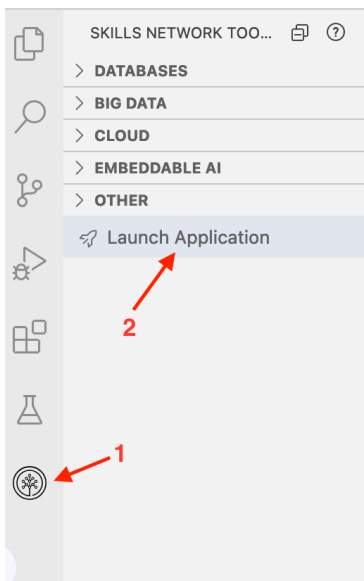 SKILLS NETWORK TOO...
?
DATABASES
BIG DATA
CLOUD
EMBEDDABLE AI
OTHER
Launch Application
2
1